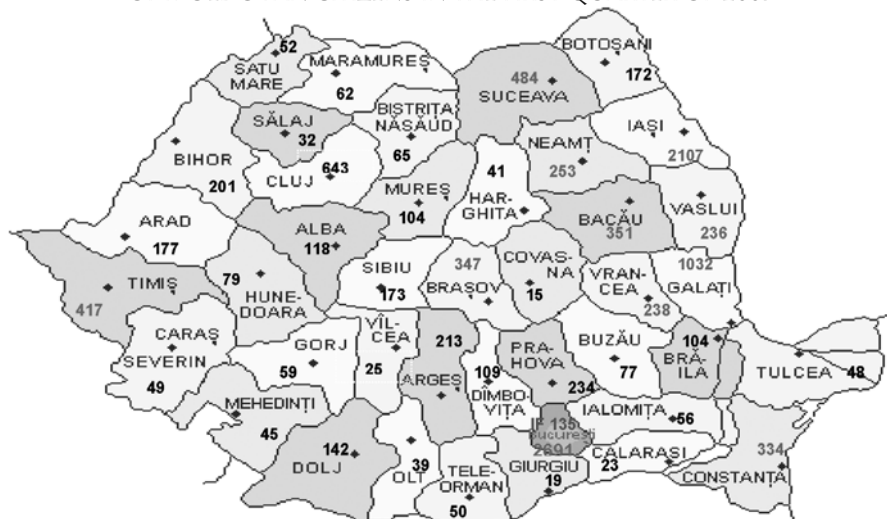 52
SATU
MARE
MARAMUREȘ
62
BOTOȘANI
172
484
SUCEAVA
SĂLAJ
32
BISTRIȚA
NĂSĂUD
65
IAȘI
2107
NEAMȚ
253
BIHOR
201
CLUJ
643
MUREȘ
104
41
HAR-
GHITA
BACĂU
351
VASLUI
236
ARAD
177
ALBA
118
SIBIU
173
347
BRAȘOV
COVAS-
NA
15
VRAN-
CEA
238
1032
GALAȚI
TIMIȘ
417
79
HUNE-
DOARA
CARAȘ
SEVERIN
49
GORJ
59
VÎL-
CEA
25
213
ARGEȘ
109
DÎMBO-
VIȚA
PRA-
HOVA
234
BUZĂU
77
104
BRĂ-
ILA
TULCEA
48
MEHEDINȚI
45
DOLJ
142
39
OLT
TELE-
ORMAN
50
IF 135
București
2691
GIURGIU
19
IALOMIȚA
56
CALARAȘI
23
334
CONSTANȚA